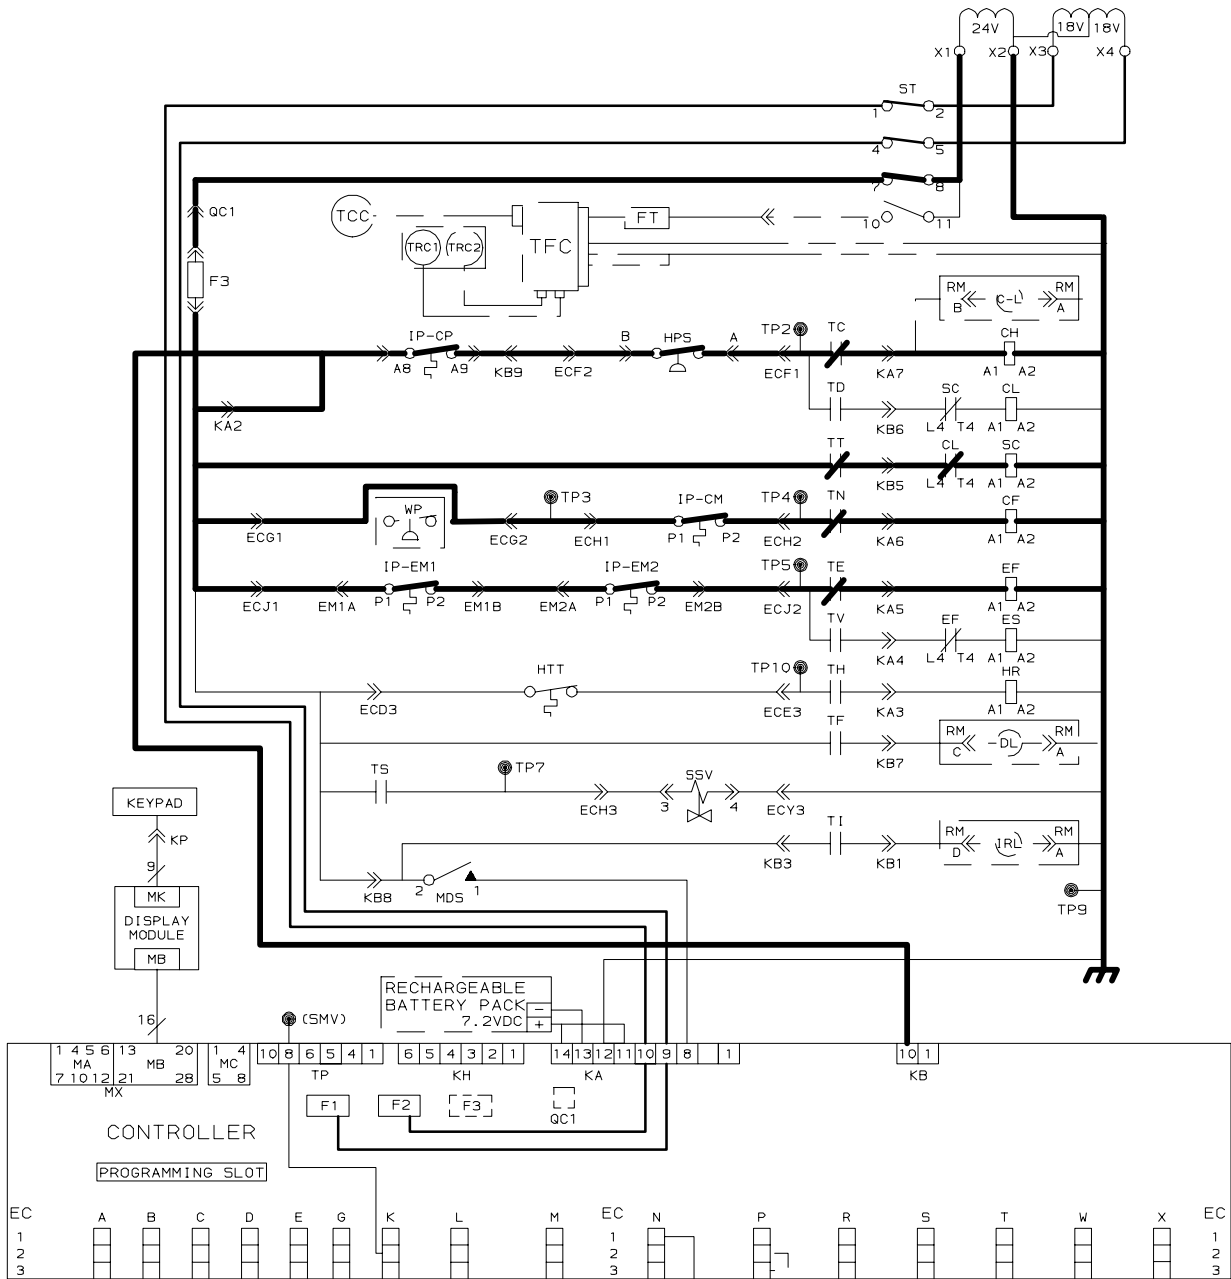 24V 18V 18V
X1 X2 X3 X4
ST
1 2
4 5
7 8
QC1
TCC TRC1 TRC2 TFC FT 10 11
F3
RM B C-L RM A
IP-CP B HPS A TP2 TC CH
A8 A9 KB9 ECF2 ECF1 KA7 A1 A2
TD SC CL
KA2 KB6 L4 T4 A1 A2
TT CL SC
KB5 L4 T4 A1 A2
WP TP3 IP-CM TP4 TN CF
ECG1 ECG2 ECH1 P1 P2 ECH2 KA6 A1 A2
IP-EM1 IP-EM2 TP5 TE EF
ECJ1 EM1A P1 P2 EM1B EM2A P1 P2 EM2B ECJ2 KA5 A1 A2
TV EF ES
KA4 L4 T4 A1 A2
HTT TP10 TH HR
ECD3 ECE3 KA3 A1 A2
TF RM C DL RM A
KB7
TS TP7 SSV
ECH3 3 4 ECY3
KEYPAD
KP
TI RM D IRL RM A
KB3 KB1
9
MK
KB8 2 MDS 1
TP9
DISPLAY
MODULE
MB
RECHARGEABLE
BATTERY PACK -
7.2VDC +
16
(SMV)
1 4 5 6 13 20 1 4 10 8 6 5 4 1 6 5 4 3 2 1 14 13 12 11 10 9 8 1 10 1
MA MB MC TP KH KA KB
7 10 12 21 28 5 8
MX
F1 F2 F3 QC1
CONTROLLER
PROGRAMMING SLOT
EC A B C D E G K L M EC N P R S T W X EC
1 1 1
2 2 2
3 3 3